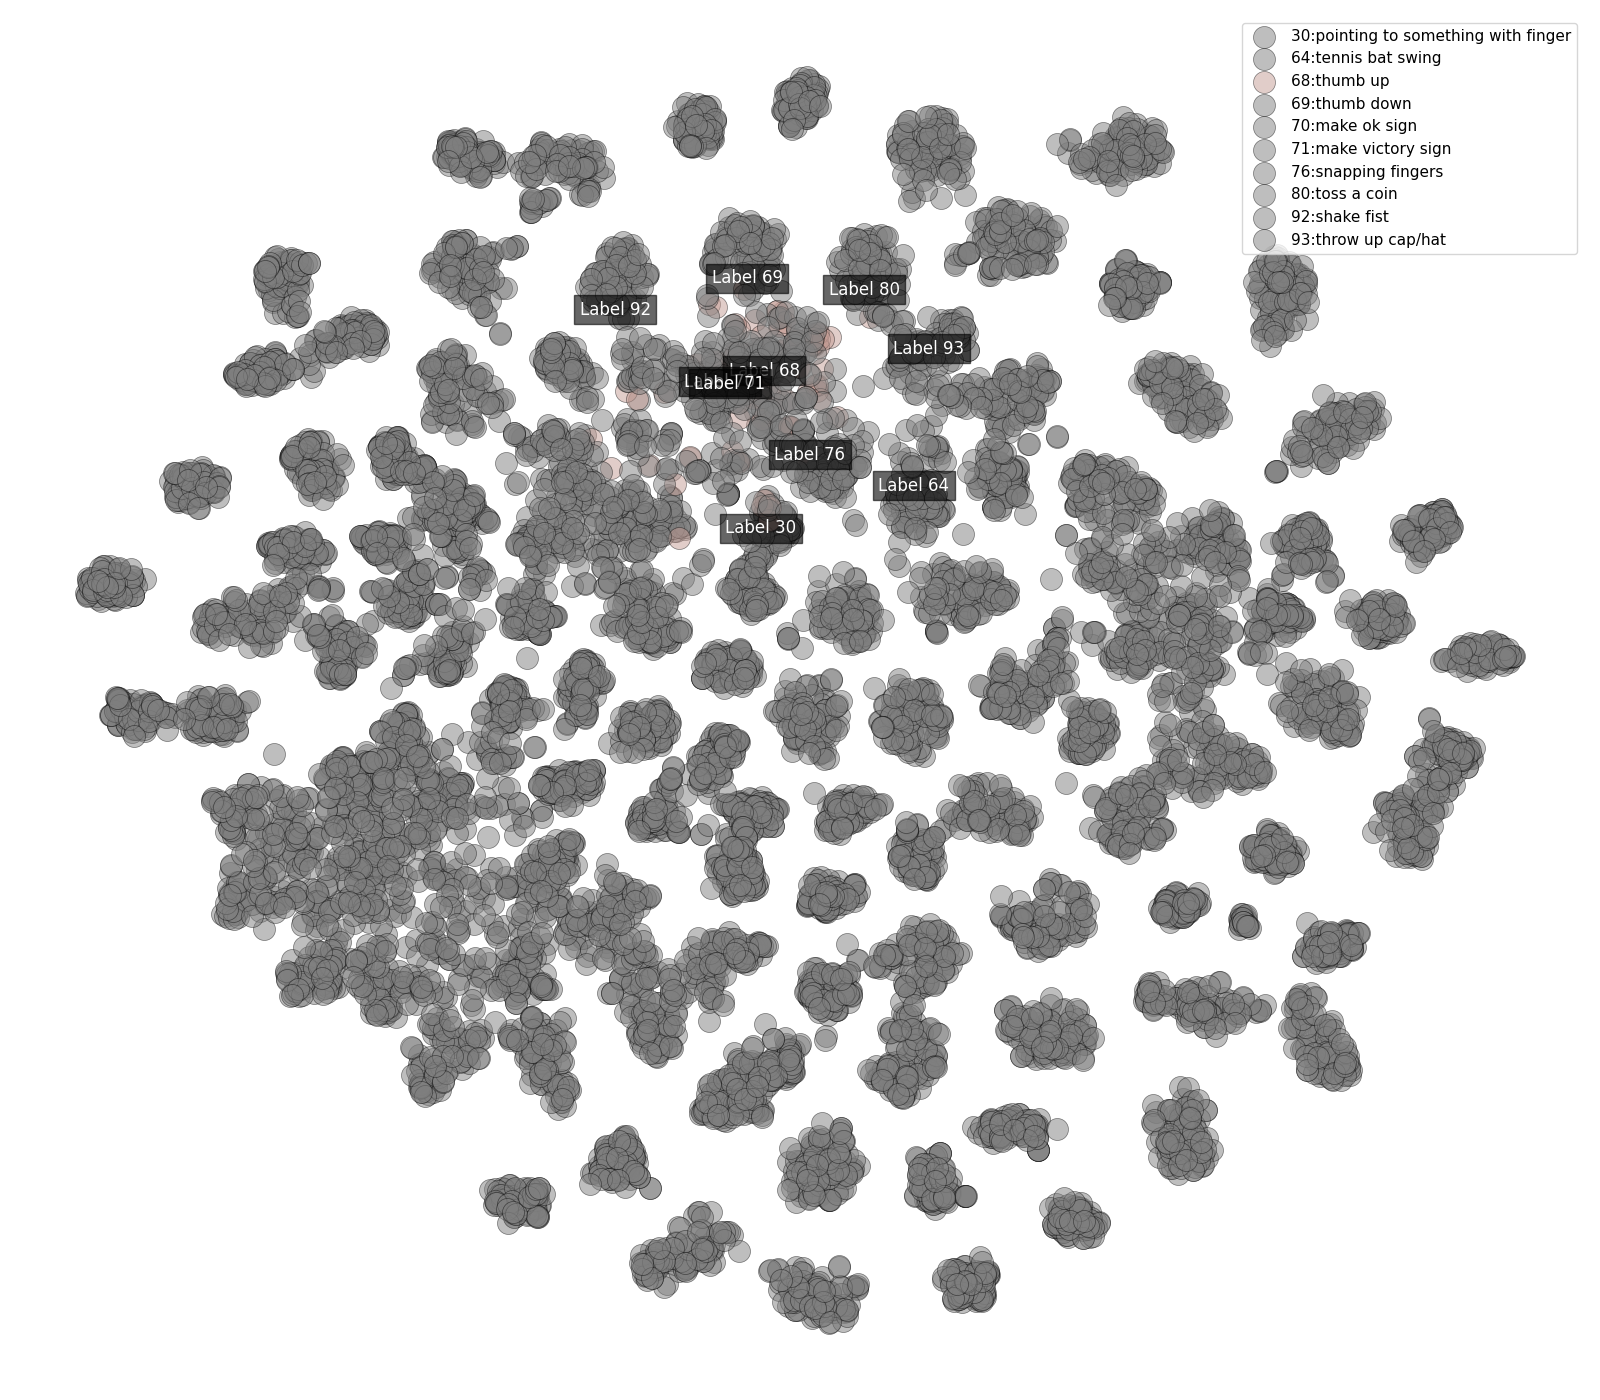 30:pointing to something with finger
64:tennis bat swing
68:thumb up
69:thumb down
70:make ok sign
71:make victory sign
76:snapping fingers
80:toss a coin
92:shake fist
93:throw up cap/hat
Label 69
Label 80
Label 92
Label 93
Label 68
Label 71
Label 76
Label 64
Label 30